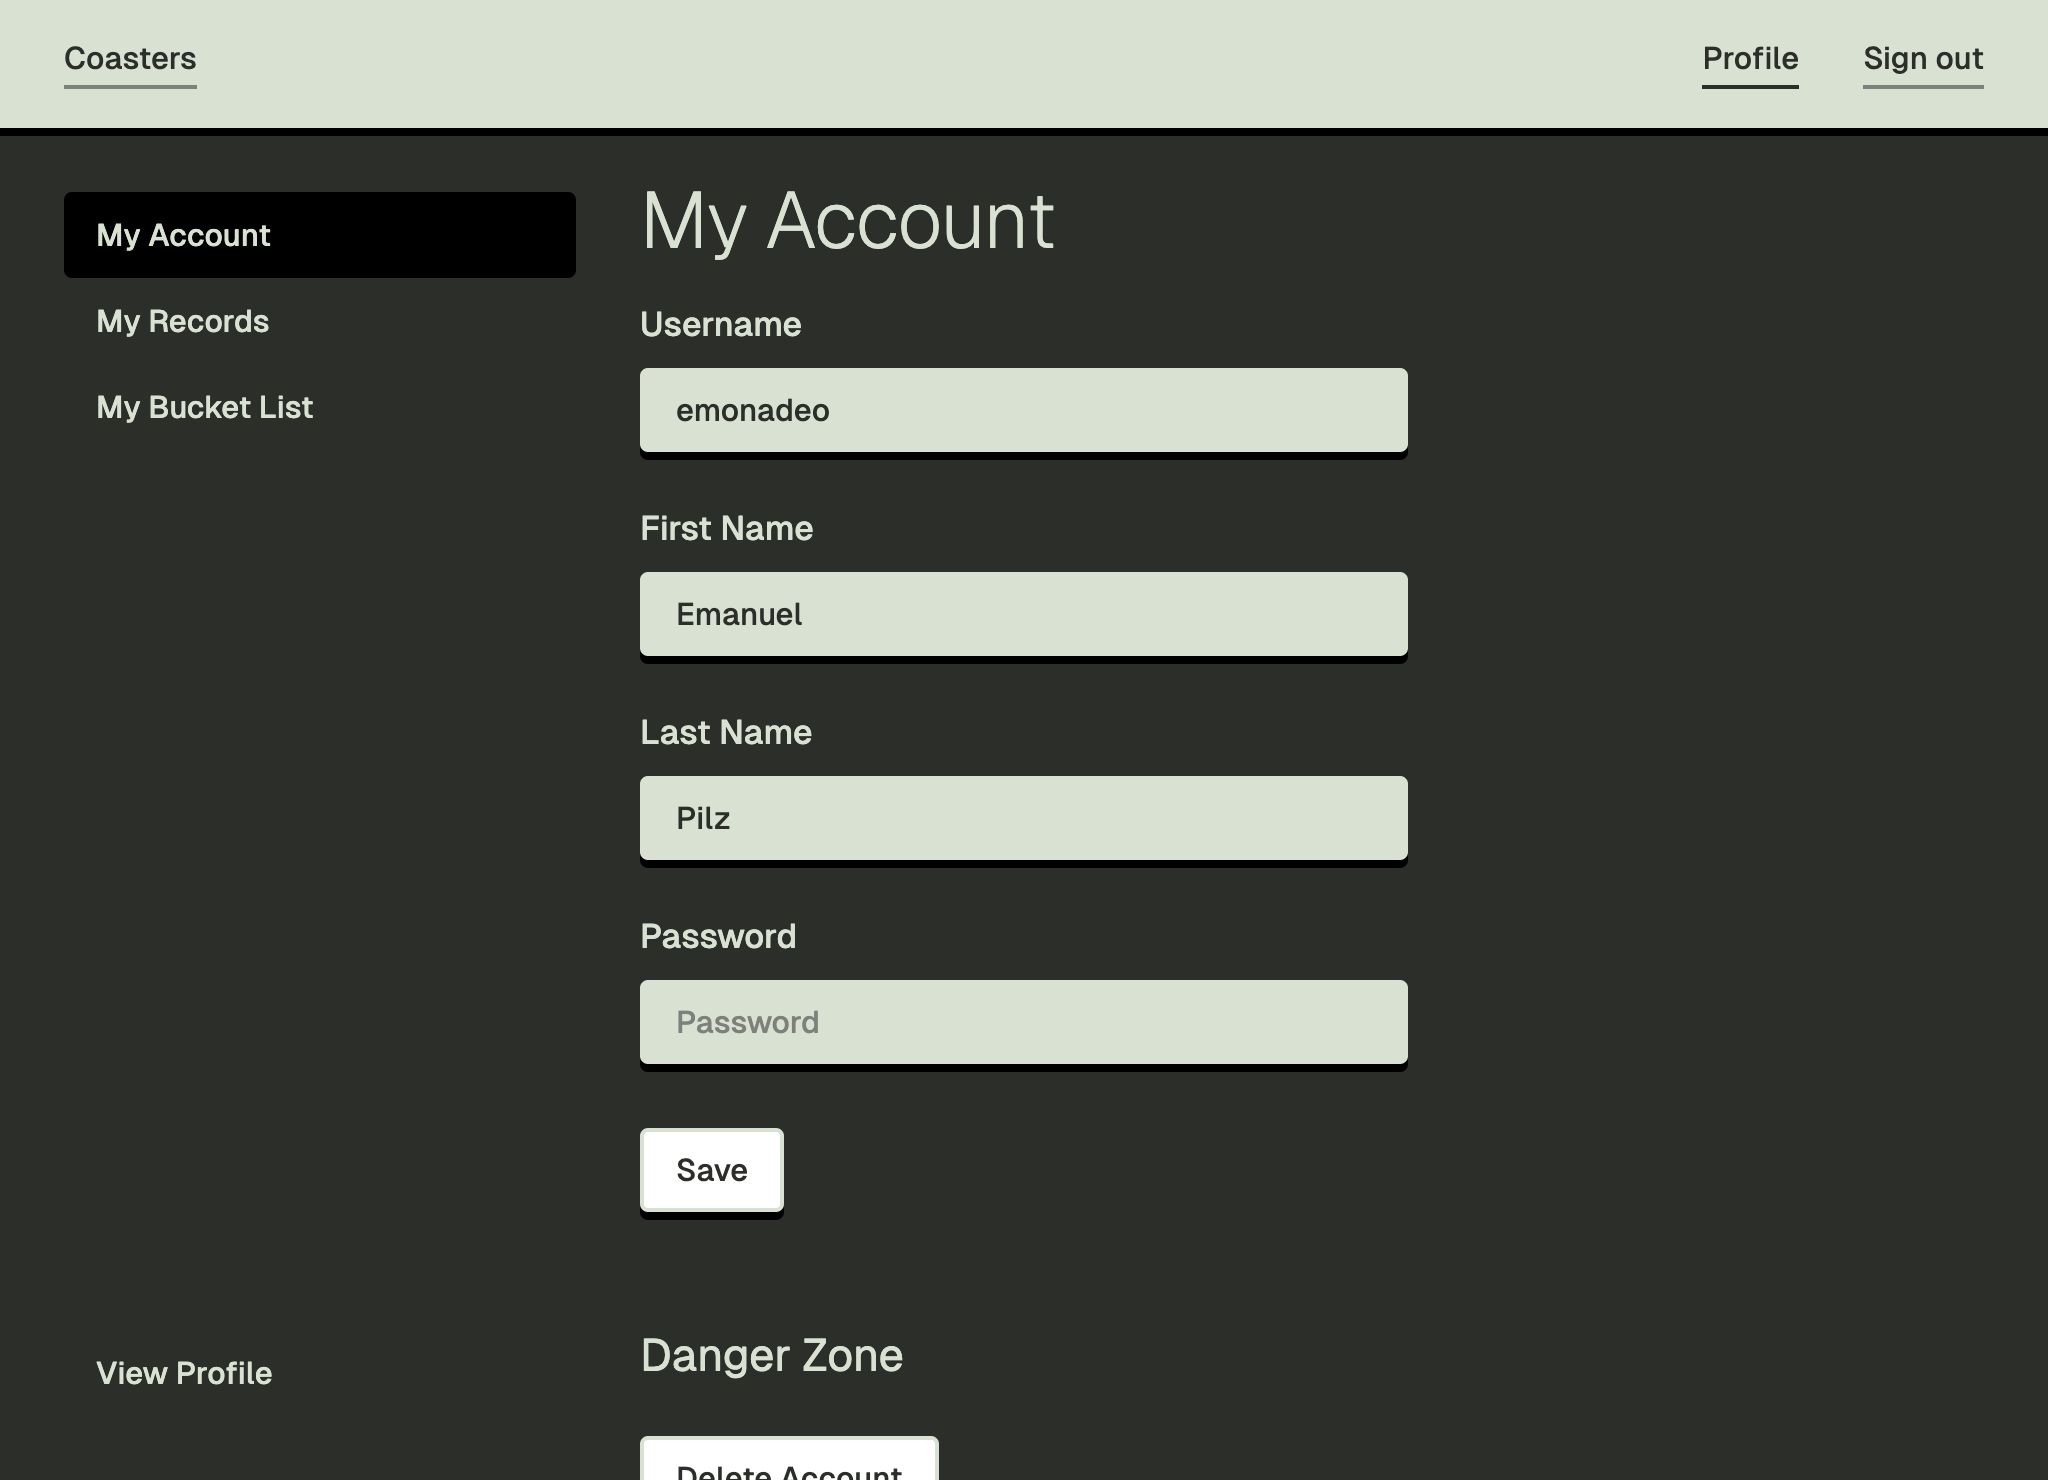 Coasters
Profile
Sign out
My Account
My Records
My Bucket List
View Profile
My Account
Username
emonadeo
First Name
Emanuel
Last Name
Pilz
Password
Password
Save
Danger Zone
Delete Account